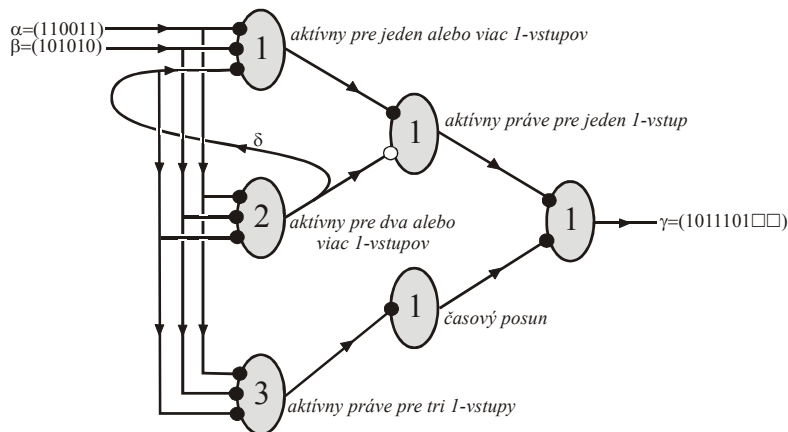 α=(110011)
β=(101010)
1
aktívny pre jeden alebo viac 1-vstupov
1
aktívny práve pre jeden 1-vstup
δ
2
aktívny pre dva alebo
viac 1-vstupov
1
γ=(1011101□□)
1
časový posun
3
aktívny práve pre tri 1-vstupy